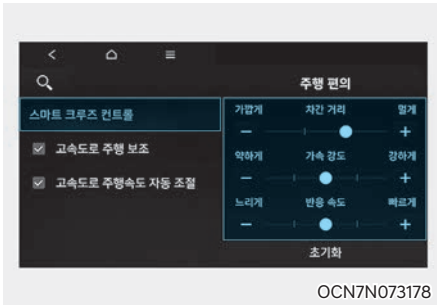 주행 편의
스마트 크루즈 컨트롤
고속도로 주행 보조
고속도로 주행속도 자동 조절
가깝게 차간 거리 멀게
− +
약하게 가속 강도 강하게
− +
느리게 반응 속도 빠르게
− +
초기화
OCN7N073178